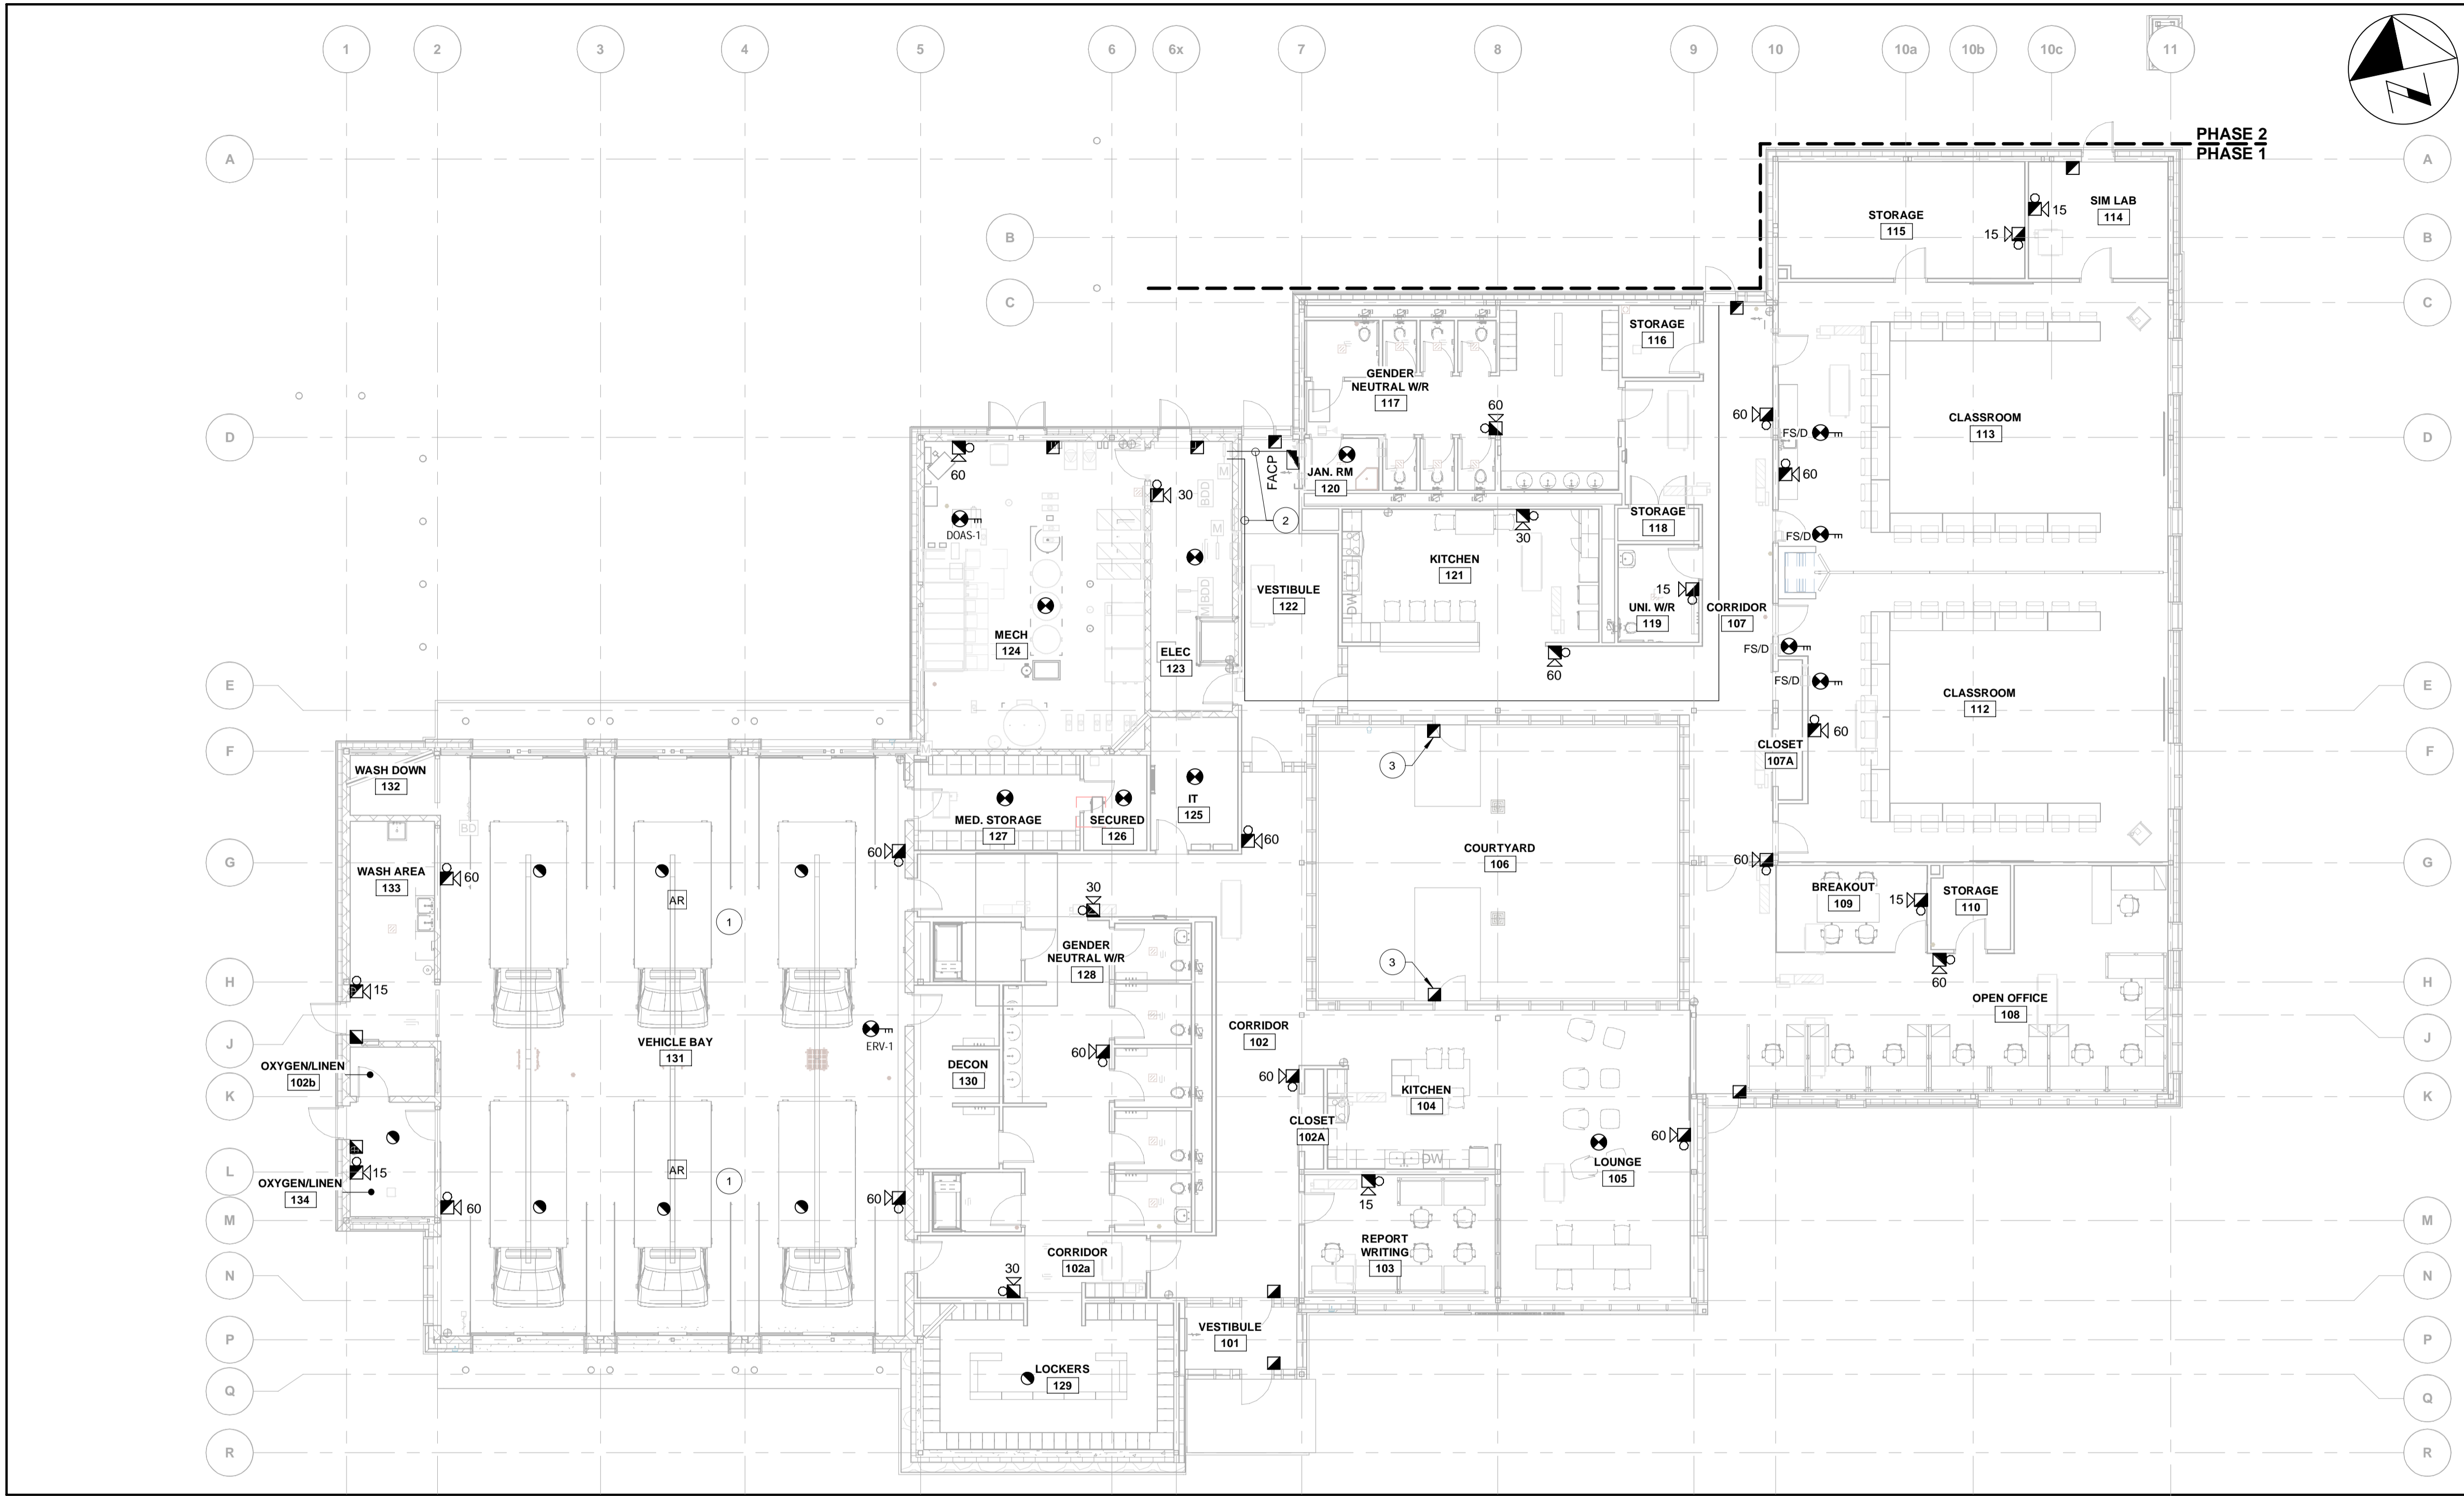 1 2 3 4 5 6 6x 7 8 9 10 10a 10b 10c 11
N
PHASE 2
PHASE 1
A A
SIM LAB
114
15
STORAGE
115
15
B B
C C
STORAGE
116
GENDER
NEUTRAL W/R
117
60
60
CLASSROOM
113
FS/D
D D
60
60
FACP
JAN. RM
120
M
BDD
30
M
2
DOAS-1
STORAGE
118
30
FS/D
KITCHEN
121
VESTIBULE
122
DW
BDD
M
15
UNI. W/R
119
CORRIDOR
107
MECH
124
ELEC
123
FS/D
60
E E
FS/D
CLASSROOM
112
60
F F
M
CLOSET
107A
3
WASH DOWN
132
IT
125
MED. STORAGE
127
SECURED
126
BD
60
60
COURTYARD
106
60
G G
WASH AREA
133
60
30
BREAKOUT
109
15
STORAGE
110
AR
1
GENDER
NEUTRAL W/R
128
3
H H
15
60
OPEN OFFICE
108
CORRIDOR
102
J J
VEHICLE BAY
131
ERV-1
60
DECON
130
OXYGEN/LINEN
102b
60
KITCHEN
104
K K
CLOSET
102A
60
DW
LOUNGE
105
L L
15
AR
1
OXYGEN/LINEN
134
60
60
15
M M
REPORT
WRITING
103
CORRIDOR
102a
30
N N
VESTIBULE
101
P P
LOCKERS
129
Q Q
R R